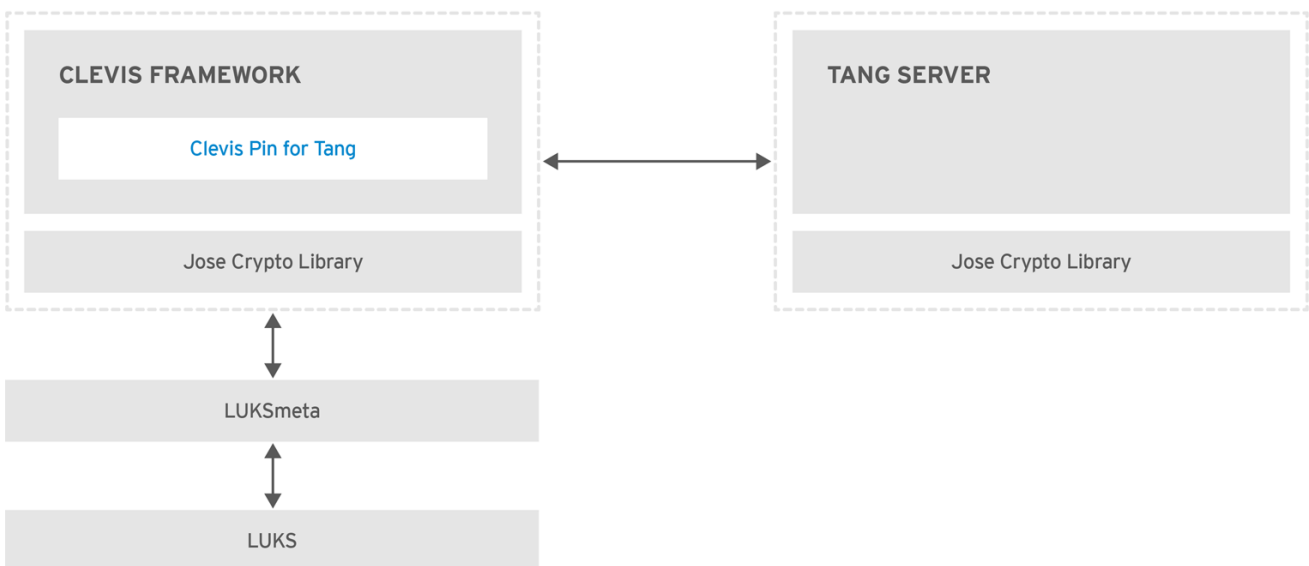 CLEVIS FRAMEWORK
Clevis Pin for Tang
Jose Crypto Library
TANG SERVER
Jose Crypto Library
LUKSmeta
LUKS